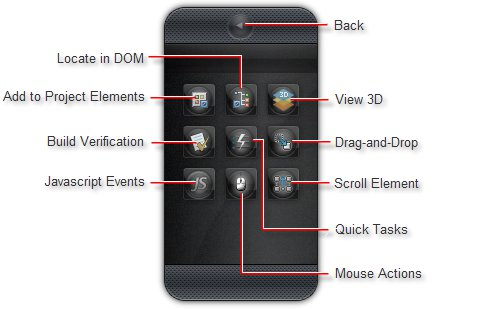 Back
Locate in DOM
Add to Project Elements
3D
View 3D
Build Verification
Drag-and-Drop
Javascript Events
JS
Scroll Element
Quick Tasks
Mouse Actions